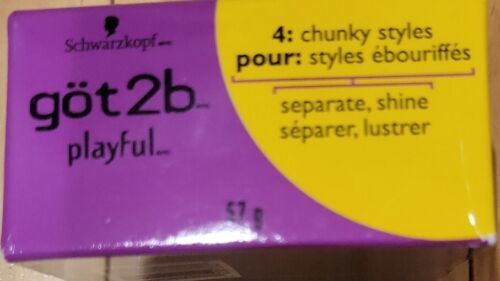 Schwarzkopf
göt2b
playful
57 g
4: chunky styles
pour: styles ébouriffés
separate, shine
séparer, lustrer